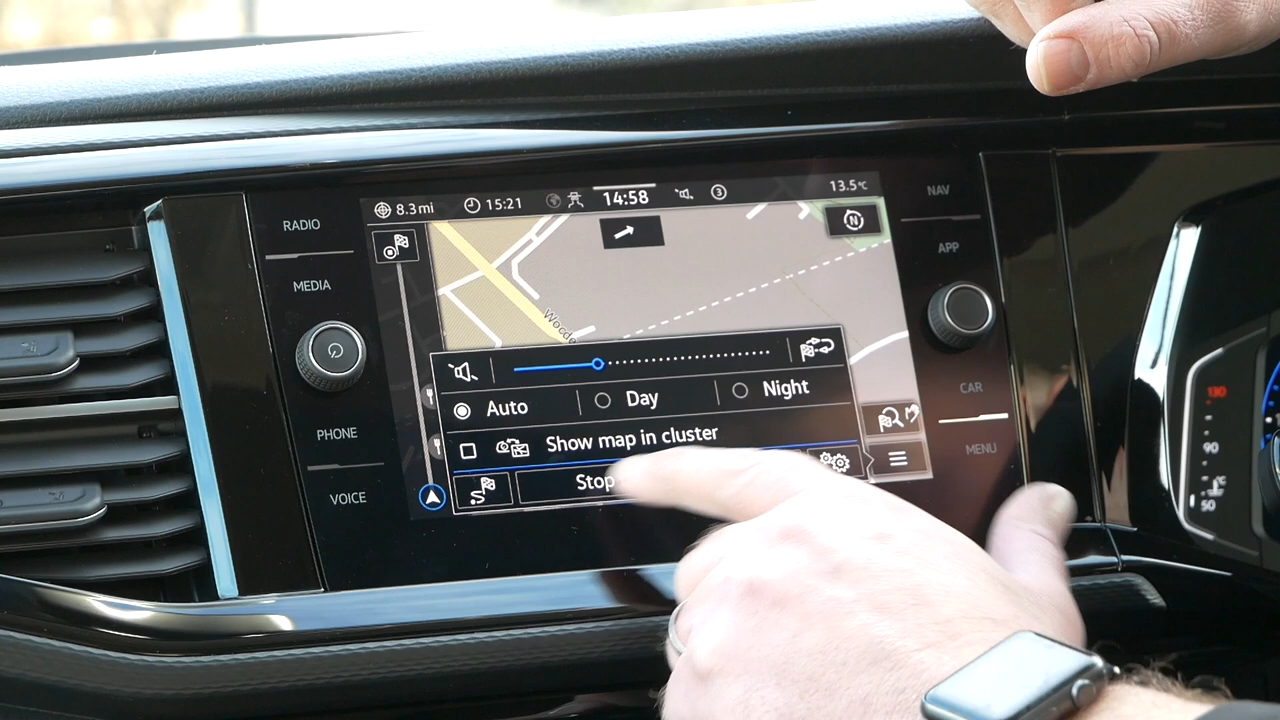 RADIO
MEDIA
PHONE
VOICE
8.3mi
15:21
14:58
3
13.5°C
N
Auto
Day
Night
Show map in cluster
Stop
NAV
APP
CAR
MENU
130
90
50
°C